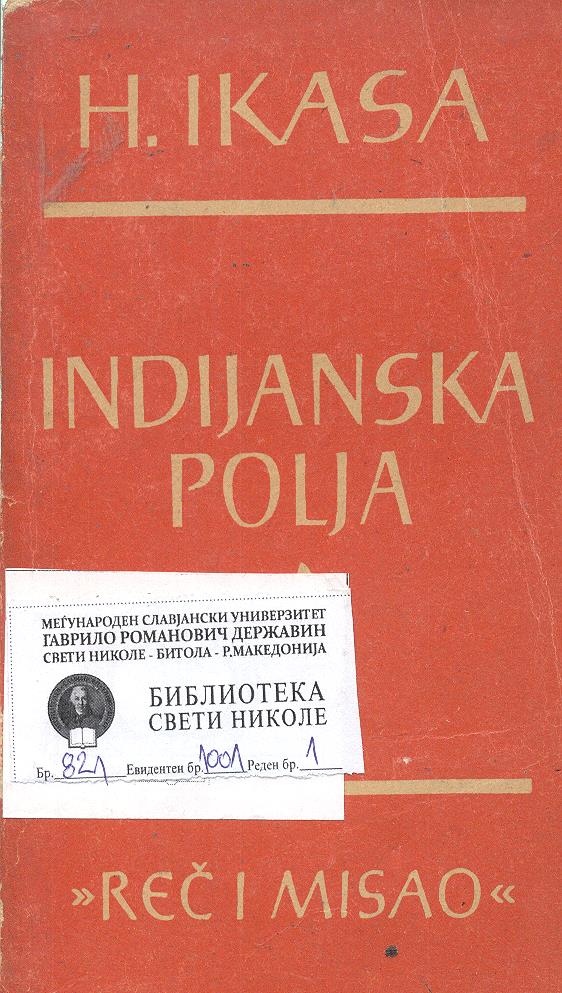 H. IKASA
INDIJANSKA
POLJA
МЕЃУНАРОДЕН СЛАВЈАНСКИ УНИВЕРЗИТЕТ
ГАВРИЛО РОМАНОВИЧ ДЕРЖАВИН
СВЕТИ НИКОЛЕ - БИТОЛА - Р.МАКЕДОНИЈА
БИБЛИОТЕКА
СВЕТИ НИКОЛЕ
Бр. 821 Евидентен бр. 1001 Реден бр. 1
»REČ I MISAO«